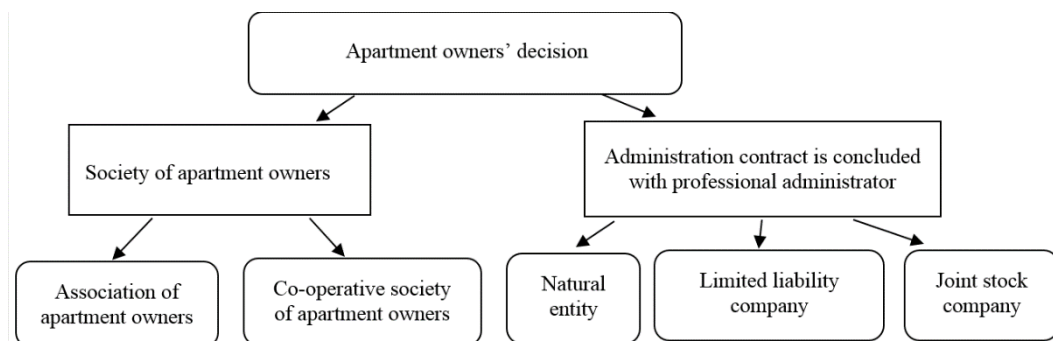 Apartment owners’ decision
Society of apartment owners
Administration contract is concluded
with professional administrator
Association of
apartment owners
Co-operative society
of apartment owners
Natural
entity
Limited liability
company
Joint stock
company